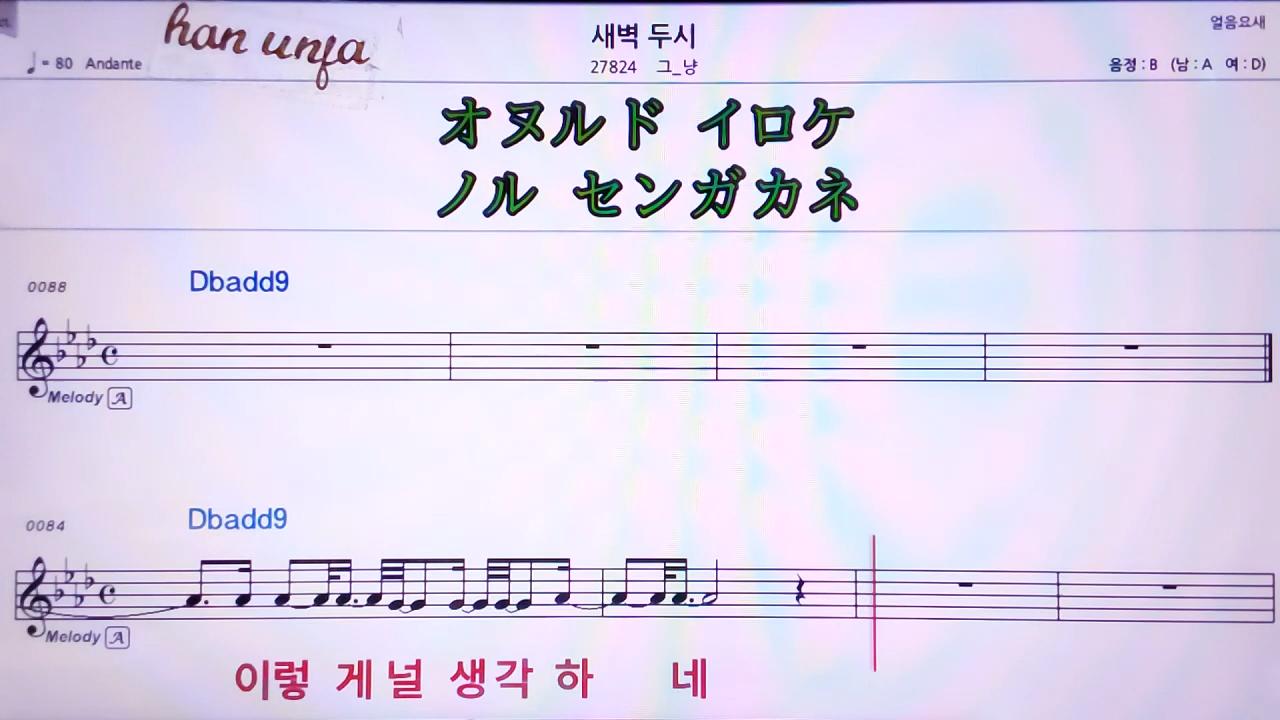 han unfa
새벽 두시
얼음요새
♩= 80 Andante
27824 그_냥
음정 : B (남 : A 여 : D)
オヌルド イロケ
ノル センガカネ
0088
Dbadd9
Melody A
0084
Dbadd9
Melody A
이렇 게 널 생각 하 네